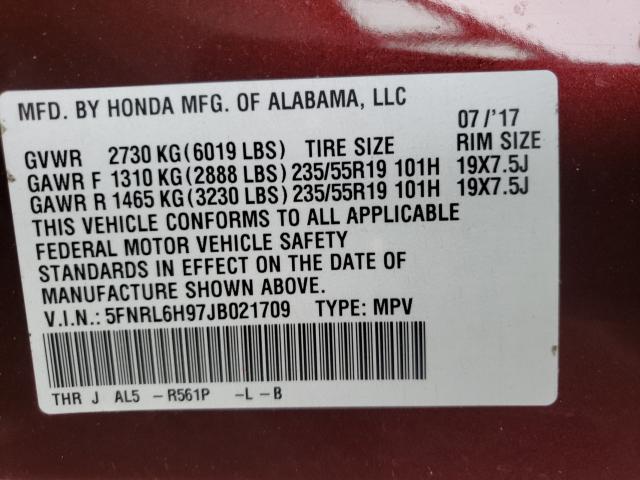 MFD. BY HONDA MFG. OF ALABAMA, LLC
07/'17
GVWR 2730 KG(6019 LBS) TIRE SIZE RIM SIZE
GAWR F 1310 KG(2888 LBS)235/55R19 101H 19X7.5J
GAWR R 1465 KG(3230 LBS)235/55R19 101H 19X7.5J
THIS VEHICLE CONFORMS TO ALL APPLICABLE
FEDERAL MOTOR VEHICLE SAFETY
STANDARDS IN EFFECT ON THE DATE OF
MANUFACTURE SHOWN ABOVE.
V.I.N.: 5FNRL6H97JB021709 TYPE: MPV
THR J AL5 -R561P -L-B